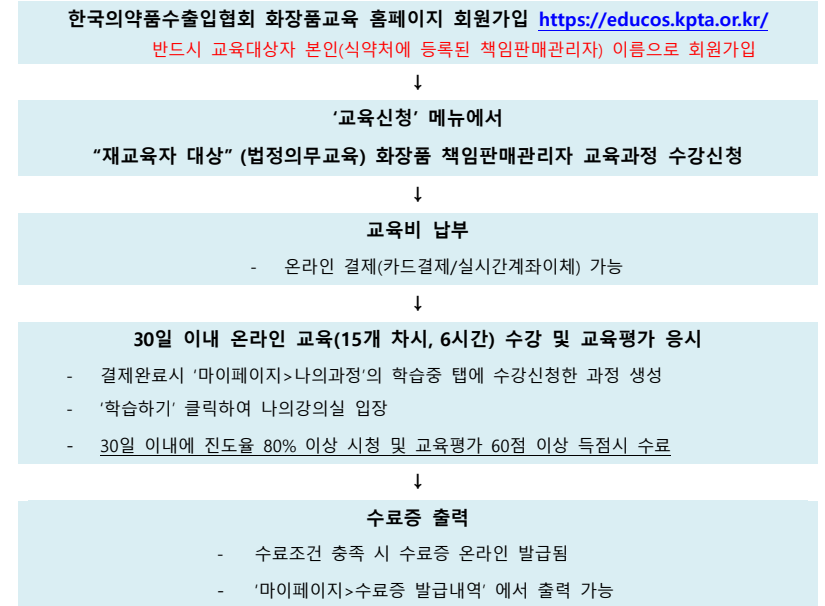 한국의약품수출입협회 화장품교육 홈페이지 회원가입 https://educos.kpta.or.kr/
반드시 교육대상자 본인(식약처에 등록된 책임판매관리자) 이름으로 회원가입
↓
‘교육신청’ 메뉴에서
“재교육자 대상” (법정의무교육) 화장품 책임판매관리자 교육과정 수강신청
↓
교육비 납부
- 온라인 결제(카드결제/실시간계좌이체) 가능
↓
30일 이내 온라인 교육(15개 차시, 6시간) 수강 및 교육평가 응시
- 결제완료시 ‘마이페이지>나의과정’의 학습중 탭에 수강신청한 과정 생성
- ‘학습하기’ 클릭하여 나의강의실 입장
- 30일 이내에 진도율 80% 이상 시청 및 교육평가 60점 이상 득점시 수료
↓
수료증 출력
- 수료조건 충족 시 수료증 온라인 발급됨
- ‘마이페이지>수료증 발급내역’ 에서 출력 가능